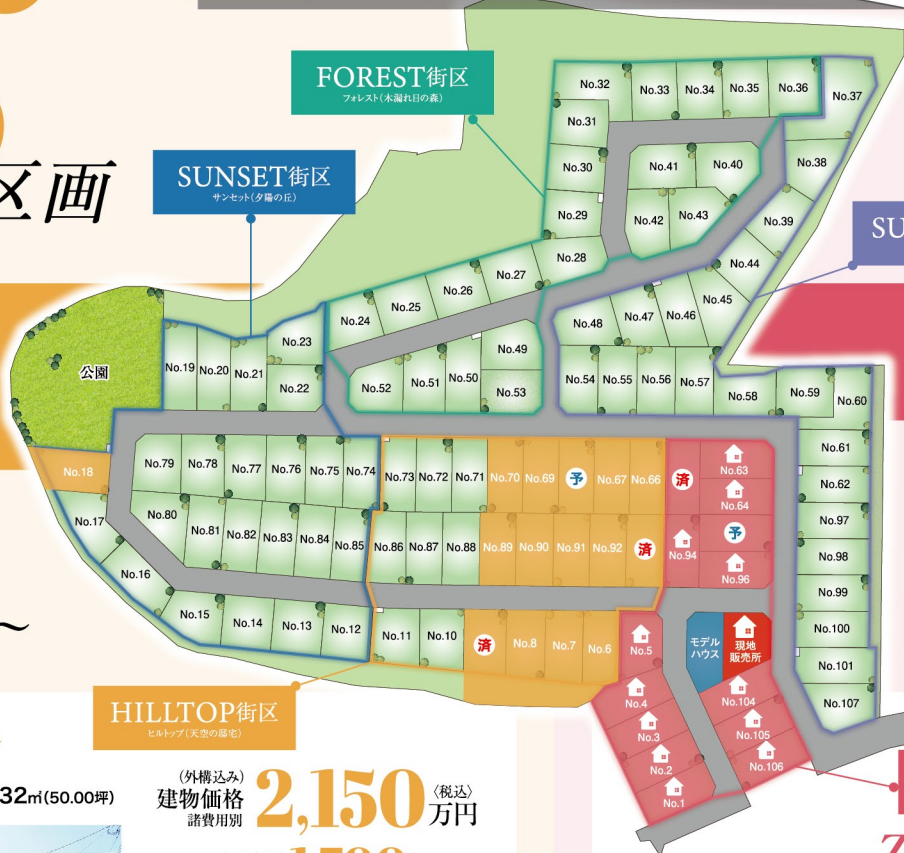 区画
FOREST街区
フォレスト(木漏れ日の森)
SUNSET街区
サンセット(夕陽の丘)
SU
公園
No.32
No.33
No.34
No.35
No.36
No.37
No.31
No.30
No.29
No.28
No.41
No.40
No.42
No.43
No.38
No.39
No.44
No.45
No.46
No.47
No.48
No.27
No.26
No.25
No.24
No.23
No.22
No.19
No.20
No.21
No.49
No.50
No.51
No.52
No.53
No.54
No.55
No.56
No.57
No.58
No.59
No.60
No.61
No.62
No.97
No.98
No.99
No.100
No.101
No.107
No.18
No.17
No.16
No.15
No.14
No.13
No.12
No.79
No.78
No.77
No.76
No.75
No.74
No.80
No.81
No.82
No.83
No.84
No.85
No.73
No.72
No.71
No.70
No.69
予
No.67
No.66
済
No.63
No.64
No.86
No.87
No.88
No.89
No.90
No.91
No.92
済
No.94
予
No.96
No.11
No.10
済
No.8
No.7
No.6
No.5
No.4
No.3
No.2
No.1
モデル
ハウス
現地
販売所
No.104
No.105
No.106
HILLTOP街区
ヒルトップ(天空の邸宅)
～
32㎡(50.00坪)
(外構込み)
建物価格
諸費用別
2,150
〈税込〉
万円